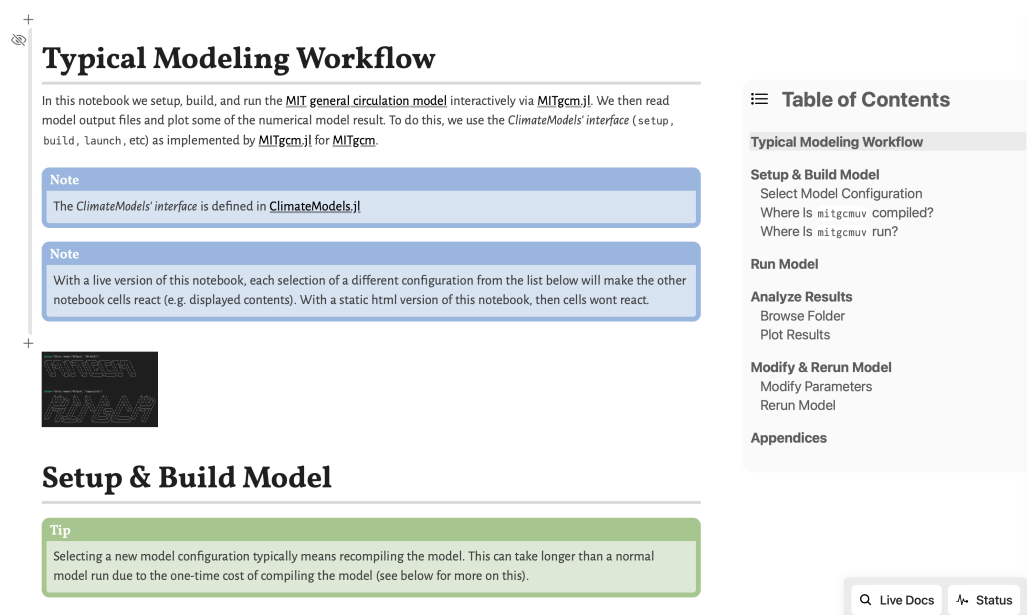 Typical Modeling Workflow
In this notebook we setup, build, and run the MIT general circulation model interactively via MITgcm.jl. We then read
model output files and plot some of the numerical model result. To do this, we use the ClimateModels' interface (setup,
build, launch, etc) as implemented by MITgcm.jl for MITgcm.
Note
The ClimateModels' interface is defined in ClimateModels.jl
Note
With a live version of this notebook, each selection of a different configuration from the list below will make the other
notebook cells react (e.g. displayed contents). With a static html version of this notebook, then cells wont react.
MITGCM
Setup & Build Model
Tip
Selecting a new model configuration typically means recompiling the model. This can take longer than a normal
model run due to the one-time cost of compiling the model (see below for more on this).
Table of Contents
Typical Modeling Workflow
Setup & Build Model
Select Model Configuration
Where Is mitgcmuv compiled?
Where Is mitgcmuv run?
Run Model
Analyze Results
Browse Folder
Plot Results
Modify & Rerun Model
Modify Parameters
Rerun Model
Appendices
Live Docs
Status